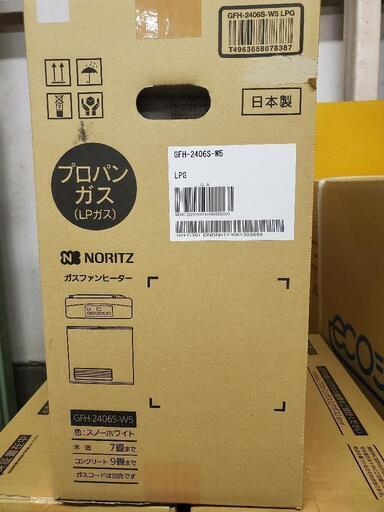 GFH-2406S-W5 LPG
T4963658078387
日本製
GFH-2406S-W5
LPG
プロパン
ガス
(LPガス)
NORITZ
ガスファンヒーター
GFH-2406S-W5
色:スノーホワイト
木造 7畳まで
コンクリート 9畳まで
ガスコードは別売です
eco